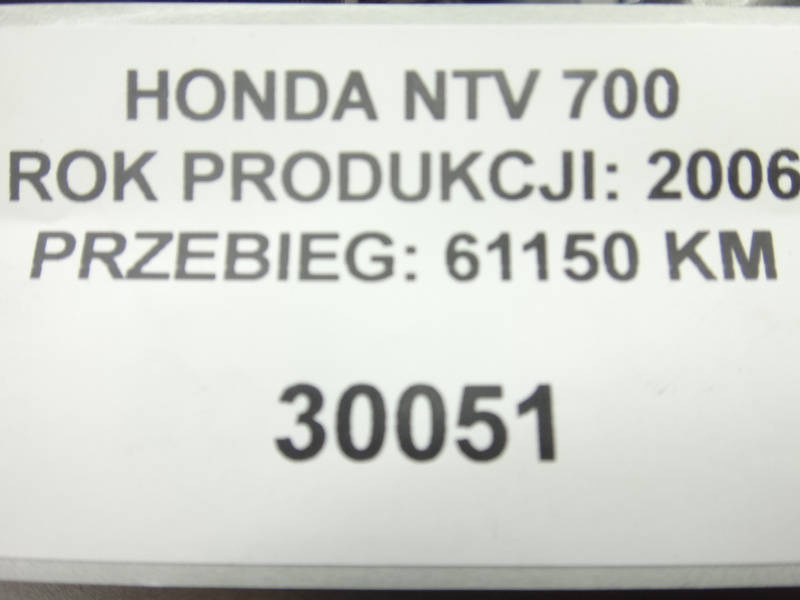 HONDA NTV 700
ROK PRODUKCJI: 2006
PRZEBIEG: 61150 KM
30051